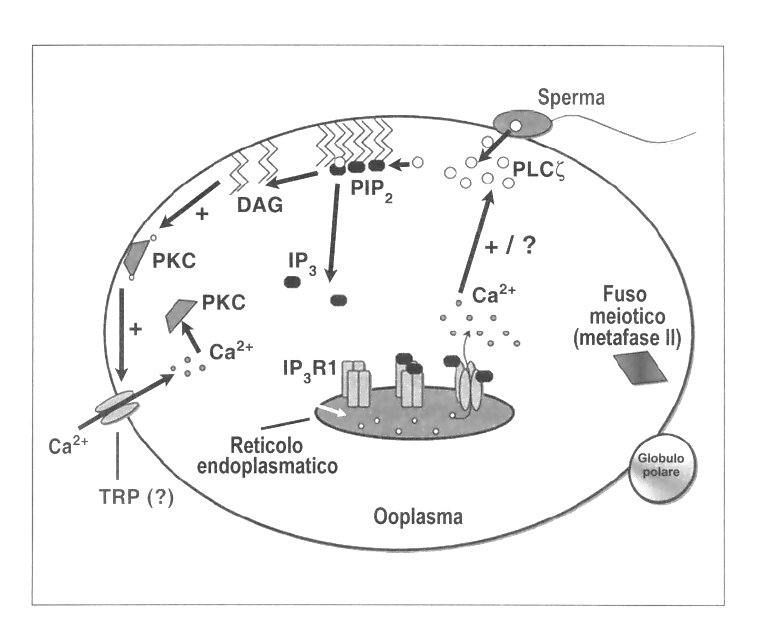 Sperma
PLCζ
PIP₂
DAG
+
PKC
IP₃
+ / ?
Ca²⁺
PKC
+
Ca²⁺
Fuso
meiotico
(metafase II)
IP₃R1
Ca²⁺
Reticolo
endoplasmatico
TRP (?)
Globulo
polare
Ooplasma